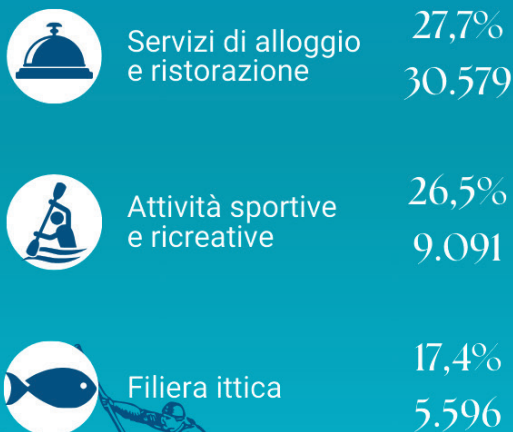 Servizi di alloggio
e ristorazione
27,7%
30.579
Attività sportive
e ricreative
26,5%
9.091
Filiera ittica
17,4%
5.596